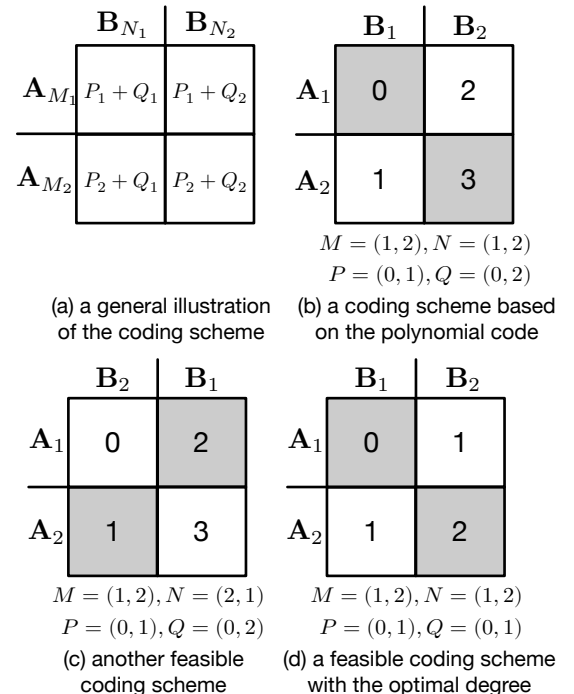 B_{N_1} B_{N_2}
A_{M_1} P_1 + Q_1 P_1 + Q_2
A_{M_2} P_2 + Q_1 P_2 + Q_2
(a) a general illustration
of the coding scheme
B_1 B_2
A_1 0 2
A_2 1 3
M = (1, 2), N = (1, 2)
P = (0, 1), Q = (0, 2)
(b) a coding scheme based
on the polynomial code
B_2 B_1
A_1 0 2
A_2 1 3
M = (1, 2), N = (2, 1)
P = (0, 1), Q = (0, 2)
(c) another feasible
coding scheme
B_1 B_2
A_1 0 1
A_2 1 2
M = (1, 2), N = (1, 2)
P = (0, 1), Q = (0, 1)
(d) a feasible coding scheme
with the optimal degree